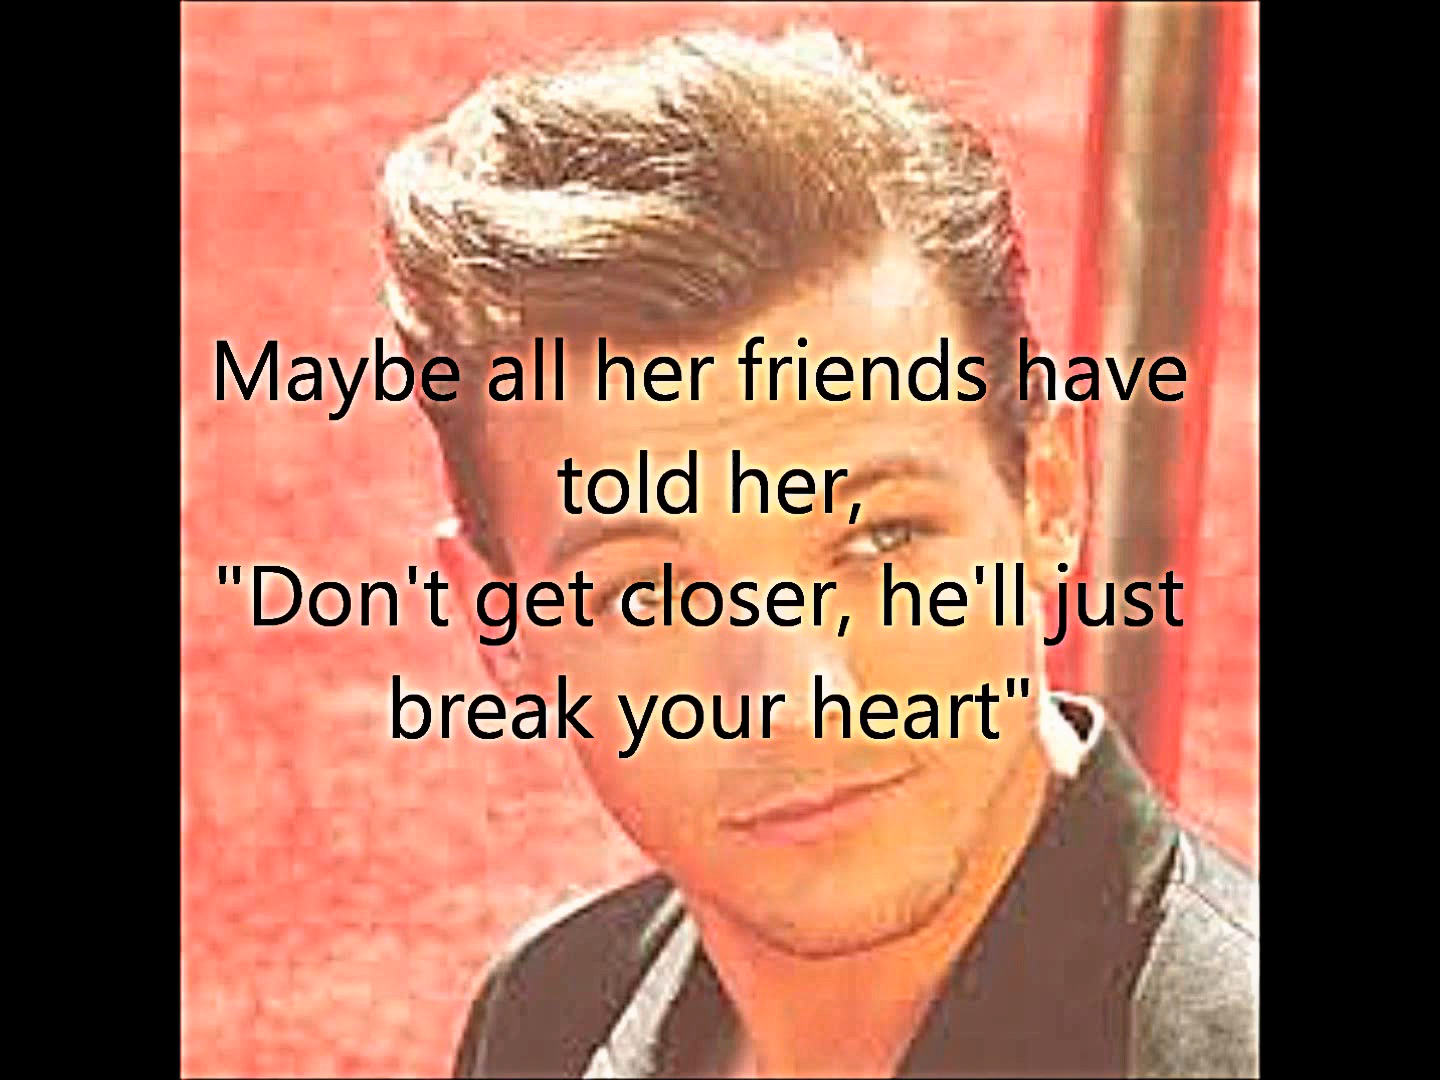 Maybe all her friends have
told her,
"Don't get closer, he'll just
break your heart"